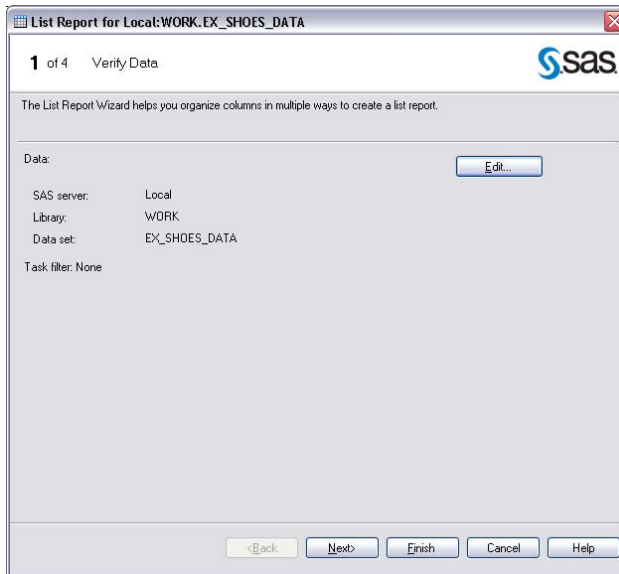 List Report for Local:WORK.EX_SHOES_DATA
1 of 4 Verify Data
sas
The List Report Wizard helps you organize columns in multiple ways to create a list report.
Data:
Edit...
SAS server: Local
Library: WORK
Data set: EX_SHOES_DATA
Task filter: None
<Back Next> Finish Cancel Help